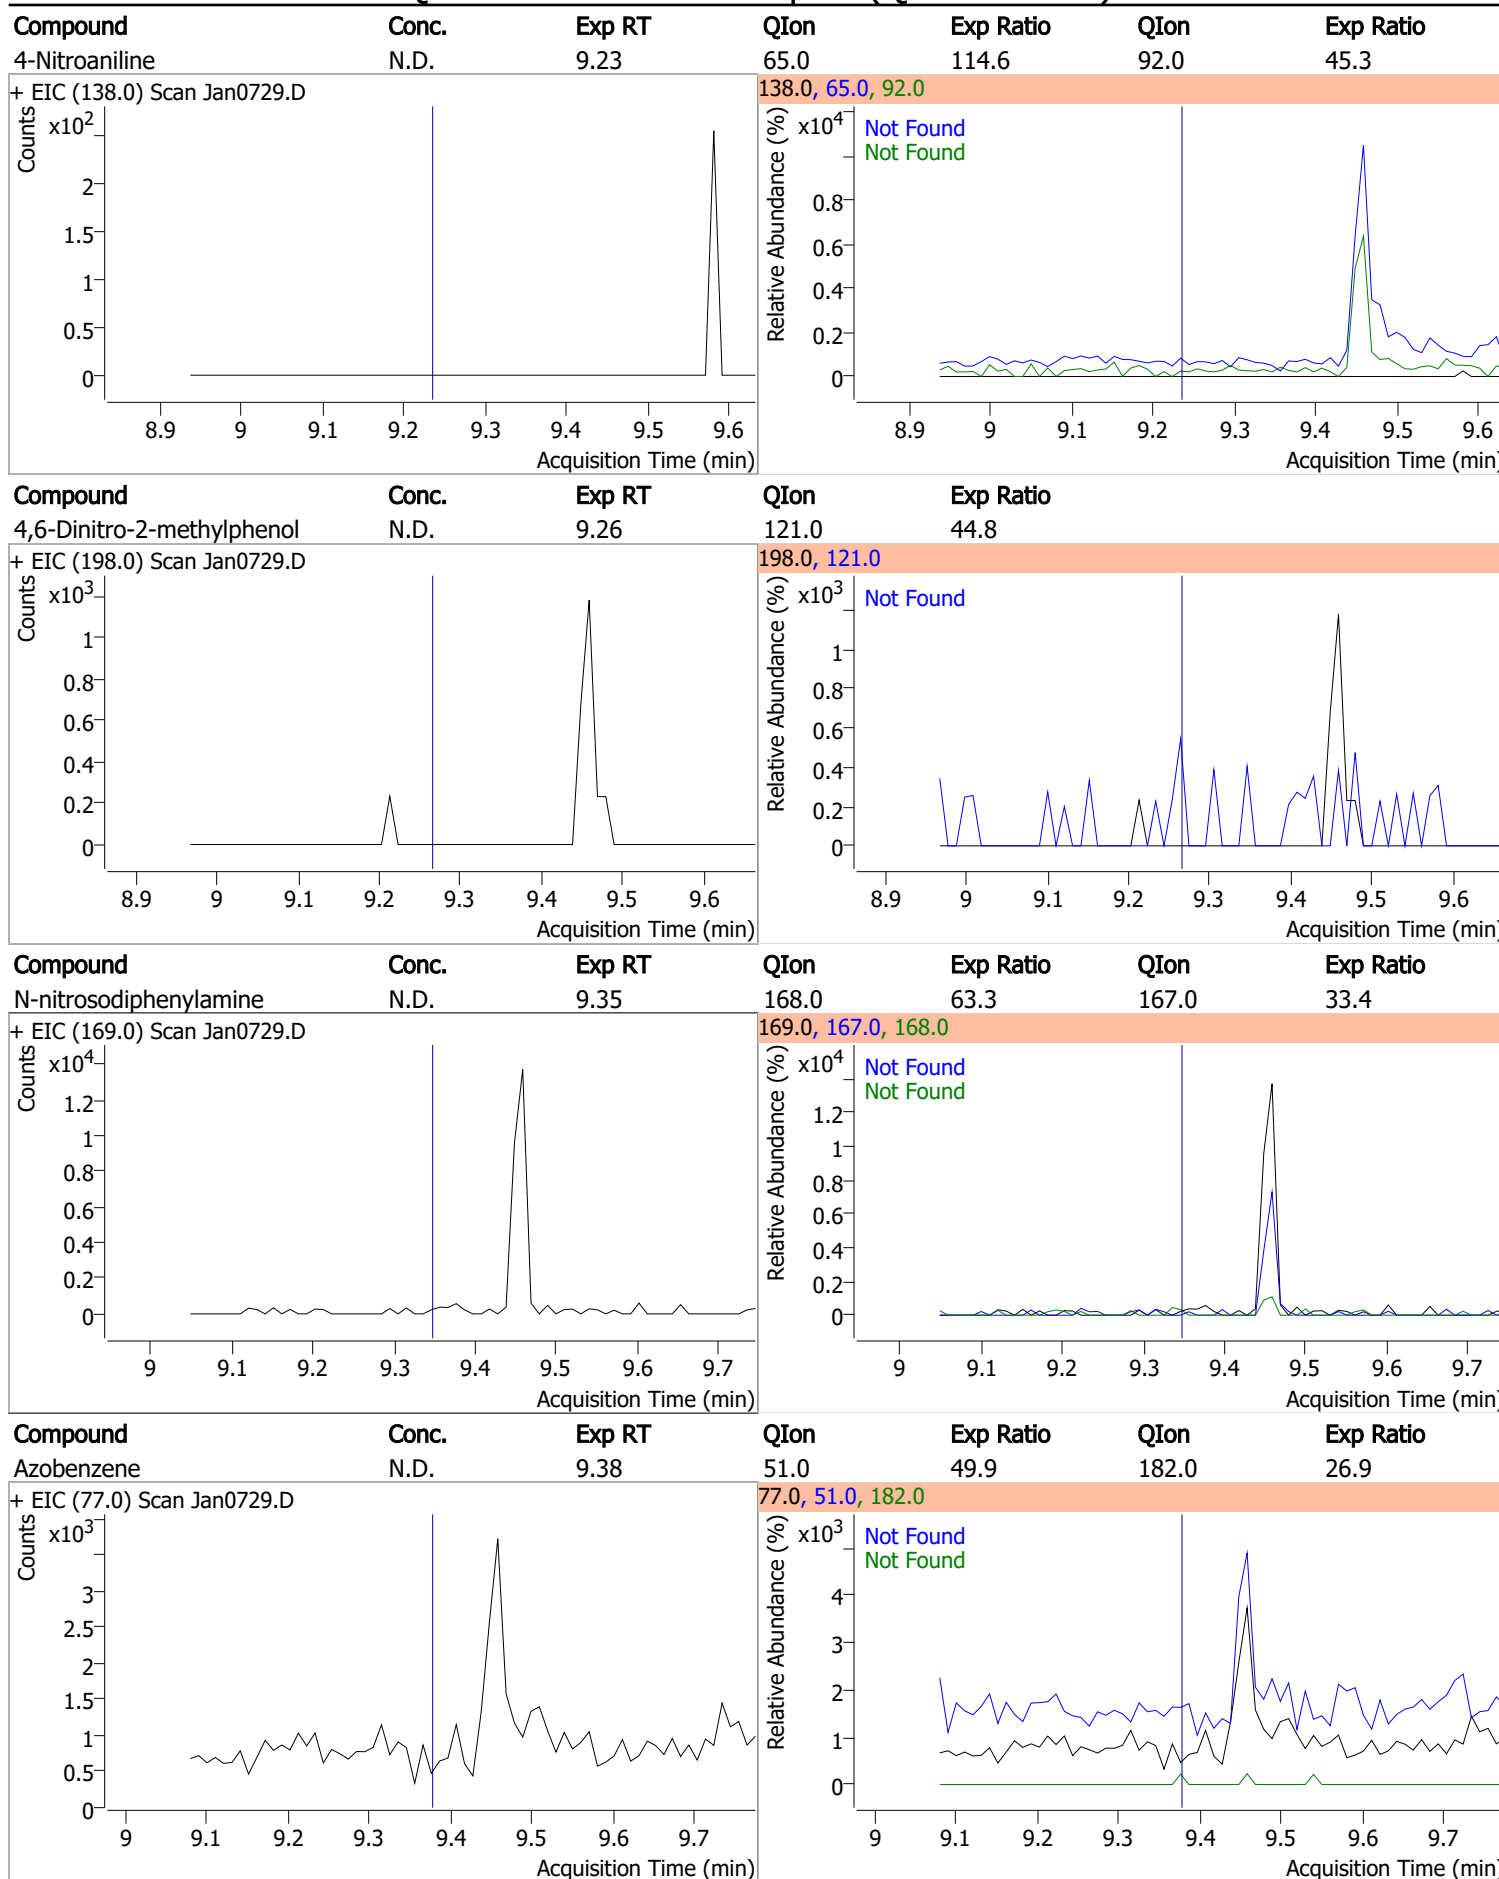 Compound Conc. Exp RT QIon Exp Ratio QIon Exp Ratio
4-Nitroaniline N.D. 9.23 65.0 114.6 92.0 45.3
+ EIC (138.0) Scan Jan0729.D
138.0, 65.0, 92.0
Counts
x10²
2
1.5
1
0.5
0
8.9 9 9.1 9.2 9.3 9.4 9.5 9.6
Acquisition Time (min)
Relative Abundance (%)
x10⁴
Not Found
Not Found
0.8
0.6
0.4
0.2
0
8.9 9 9.1 9.2 9.3 9.4 9.5 9.6
Acquisition Time (min)
Compound Conc. Exp RT QIon Exp Ratio
4,6-Dinitro-2-methylphenol N.D. 9.26 121.0 44.8
+ EIC (198.0) Scan Jan0729.D
198.0, 121.0
Counts
x10³
1
0.8
0.6
0.4
0.2
0
8.9 9 9.1 9.2 9.3 9.4 9.5 9.6
Acquisition Time (min)
Relative Abundance (%)
x10³
Not Found
1
0.8
0.6
0.4
0.2
0
8.9 9 9.1 9.2 9.3 9.4 9.5 9.6
Acquisition Time (min)
Compound Conc. Exp RT QIon Exp Ratio QIon Exp Ratio
N-nitrosodiphenylamine N.D. 9.35 168.0 63.3 167.0 33.4
+ EIC (169.0) Scan Jan0729.D
169.0, 167.0, 168.0
Counts
x10⁴
1.2
1
0.8
0.6
0.4
0.2
0
9 9.1 9.2 9.3 9.4 9.5 9.6 9.7
Acquisition Time (min)
Relative Abundance (%)
x10⁴
Not Found
Not Found
1.2
1
0.8
0.6
0.4
0.2
0
9 9.1 9.2 9.3 9.4 9.5 9.6 9.7
Acquisition Time (min)
Compound Conc. Exp RT QIon Exp Ratio QIon Exp Ratio
Azobenzene N.D. 9.38 51.0 49.9 182.0 26.9
+ EIC (77.0) Scan Jan0729.D
77.0, 51.0, 182.0
Counts
x10³
3
2.5
2
1.5
1
0.5
0
9 9.1 9.2 9.3 9.4 9.5 9.6 9.7
Acquisition Time (min)
Relative Abundance (%)
x10³
Not Found
Not Found
4
3
2
1
0
9 9.1 9.2 9.3 9.4 9.5 9.6 9.7
Acquisition Time (min)